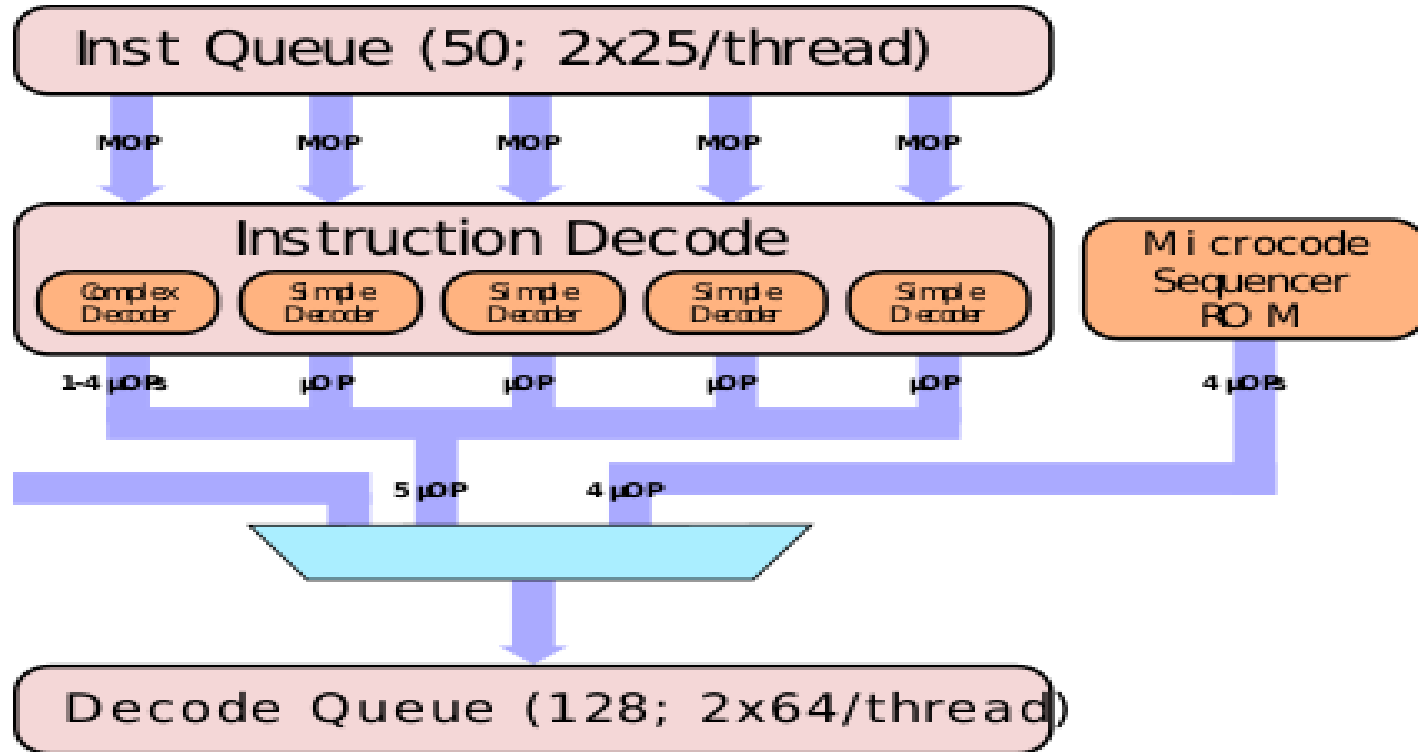 Inst Queue (50; 2x25/thread)
MOP MOP MOP MOP MOP
Instruction Decode
Complex Decoder
Simple Decoder
Simple Decoder
Simple Decoder
Simple Decoder
Microcode
Sequencer
ROM
1-4 µOPs µOP µOP µOP µOP 4 µOPs
5 µOP 4 µOP
Decode Queue (128; 2x64/thread)